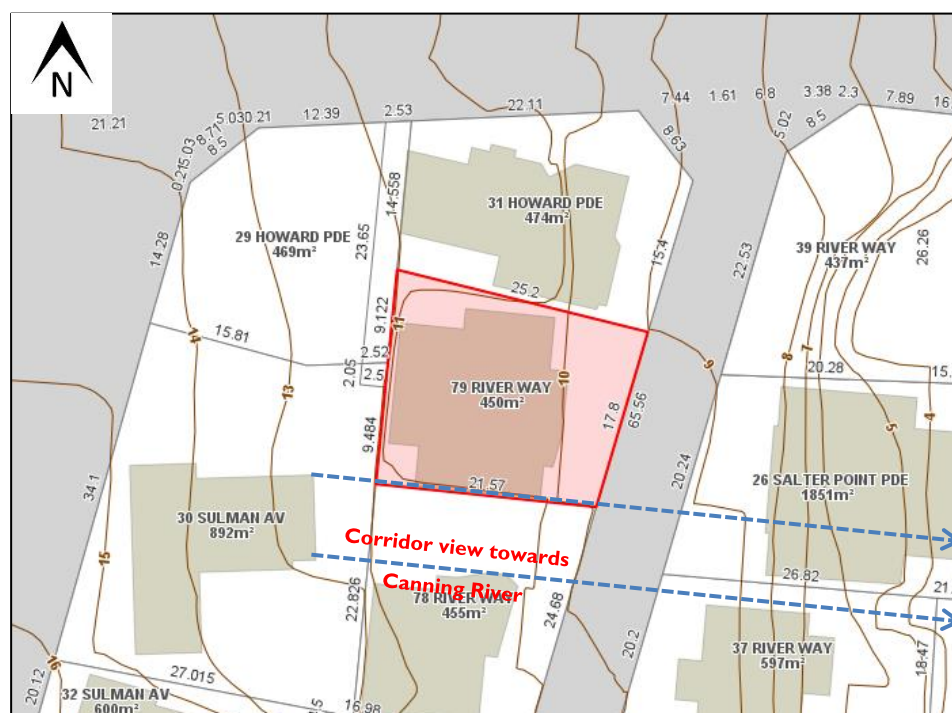 N
21.21
0.21
5.03
8.71
8.5
5.03
0.21
12.39
2.53
22.11
7.44
1.61
6.8
3.38
2.3
7.89
16
5.02
8.5
8.63
14.28
29 HOWARD PDE
469m²
23.65
14.558
31 HOWARD PDE
474m²
15.4
22.53
39 RIVER WAY
437m²
26.26
25.2
9.122
11
14
15.81
13
2.52
2.5
2.05
79 RIVER WAY
450m²
10
17.8
65.56
9
8
7
20.28
15.
4
5
9.484
21.57
20.24
26 SALTER POINT PDE
1851m²
34.1
30 SULMAN AV
892m²
15
Corridor view towards
Canning River
22.826
78 RIVER WAY
455m²
24.68
26.82
21
21.
20.2
37 RIVER WAY
597m²
18.47
16
20.12
27.015
32 SULMAN AV
600m²
.5
16.98